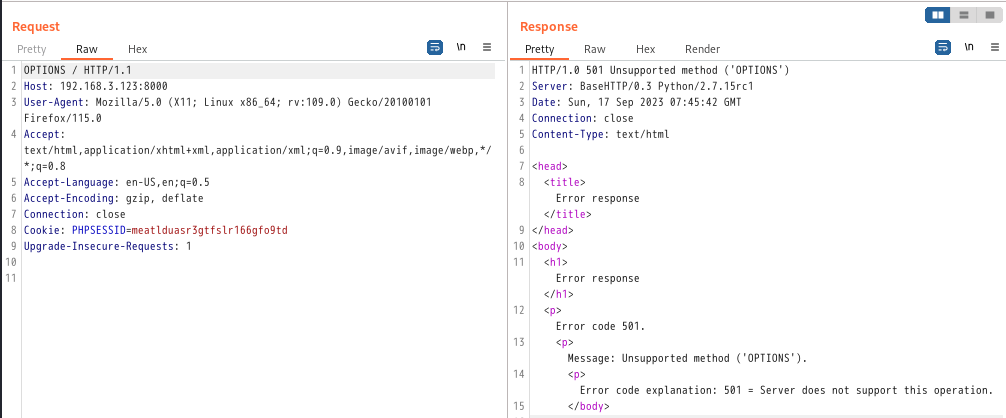 Request
Pretty Raw Hex \n
1 OPTIONS / HTTP/1.1
2 Host: 192.168.3.123:8000
3 User-Agent: Mozilla/5.0 (X11; Linux x86_64; rv:109.0) Gecko/20100101
Firefox/115.0
4 Accept:
text/html,application/xhtml+xml,application/xml;q=0.9,image/avif,image/webp,*/
*;q=0.8
5 Accept-Language: en-US,en;q=0.5
6 Accept-Encoding: gzip, deflate
7 Connection: close
8 Cookie: PHPSESSID=meatlduasr3gtfslr166gfo9td
9 Upgrade-Insecure-Requests: 1
10
11
Response
Pretty Raw Hex Render \n
1 HTTP/1.0 501 Unsupported method ('OPTIONS')
2 Server: BaseHTTP/0.3 Python/2.7.15rc1
3 Date: Sun, 17 Sep 2023 07:45:42 GMT
4 Connection: close
5 Content-Type: text/html
6
7 <head>
8 <title>
Error response
</title>
9 </head>
10 <body>
11 <h1>
Error response
</h1>
12 <p>
Error code 501.
13 <p>
Message: Unsupported method ('OPTIONS').
14 <p>
Error code explanation: 501 = Server does not support this operation.
15 </body>